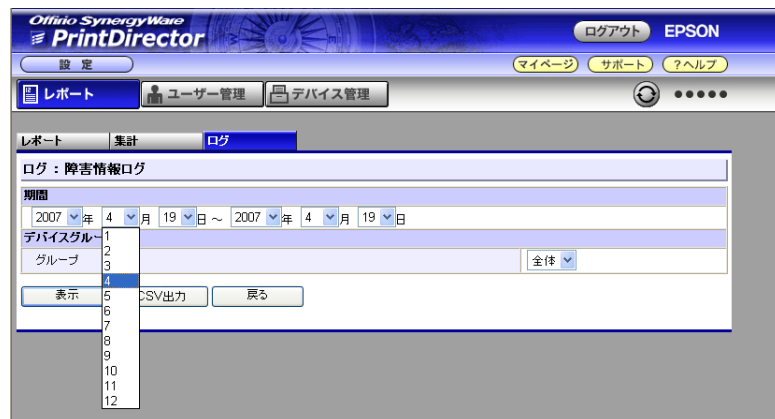 Offirio SynergyWare
PrintDirector
ログアウト EPSON
設 定 マイページ サポート ?ヘルプ
レポート ユーザー管理 デバイス管理
レポート 集計 ログ
ログ : 障害情報ログ
期間
2007 年 4 月 19 日 ~ 2007 年 4 月 19 日
デバイスグルー
グループ 全体
表示 CSV出力 戻る
1
2
3
4
5
6
7
8
9
10
11
12